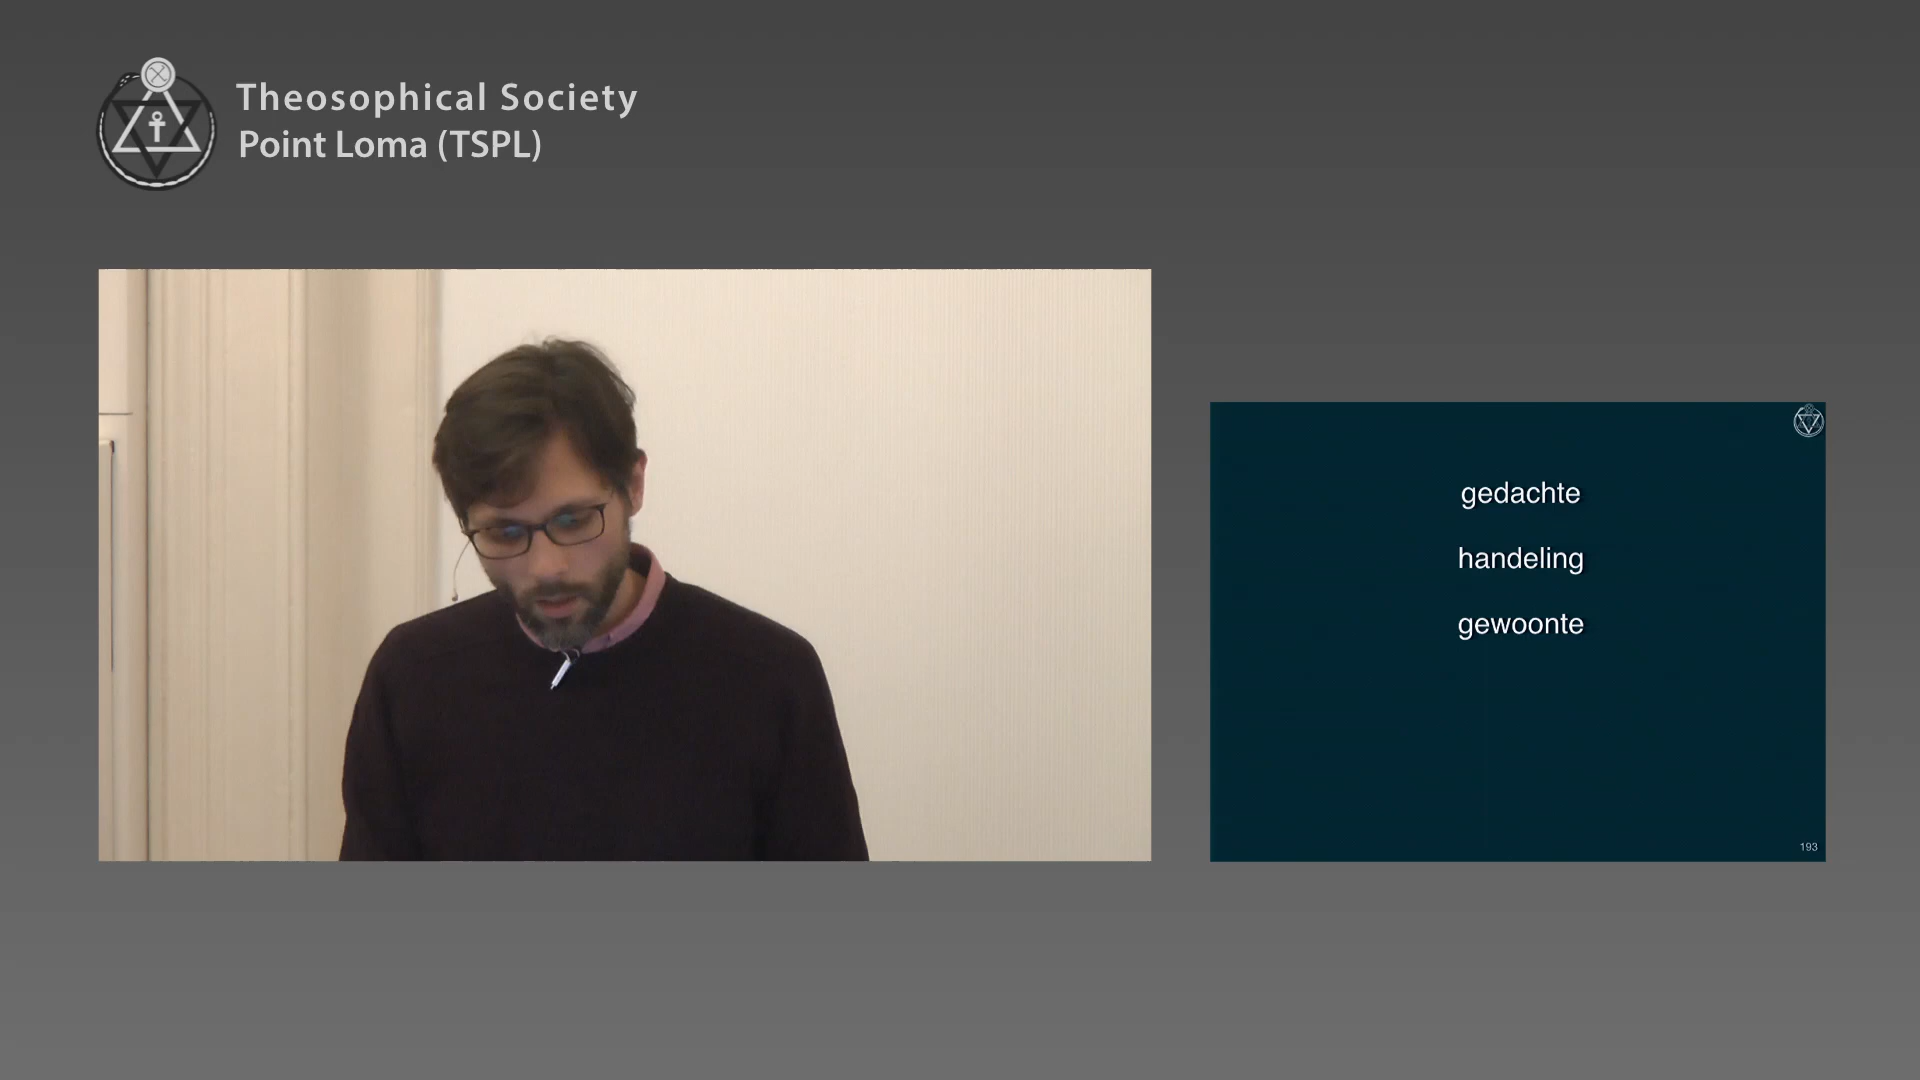 Theosophical Society
Point Loma (TSPL)
gedachte
handeling
gewoonte
193